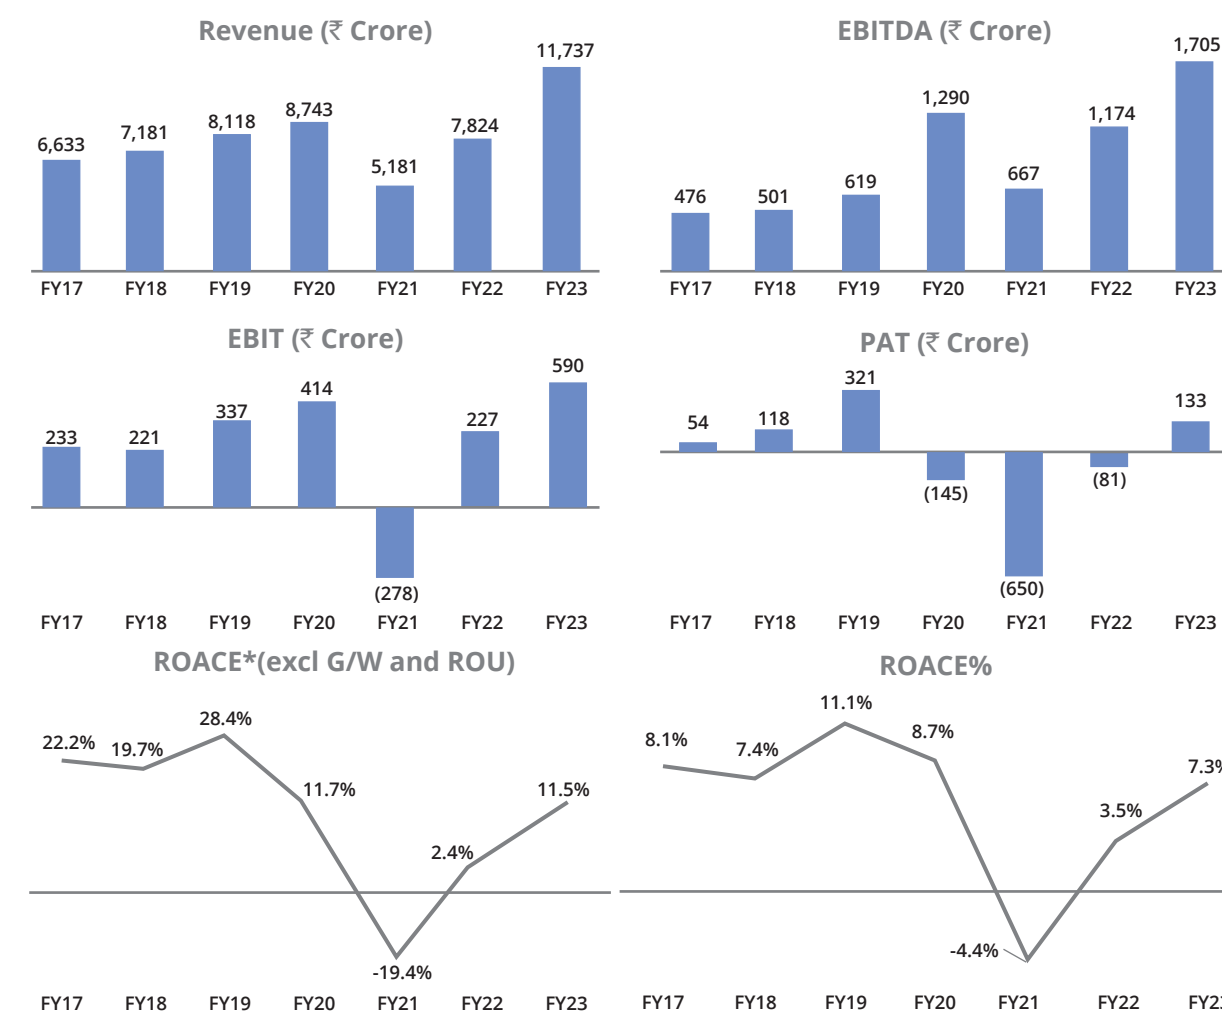 Revenue (₹ Crore)
6,633 7,181 8,118 8,743 5,181 7,824 11,737
FY17 FY18 FY19 FY20 FY21 FY22 FY23
EBITDA (₹ Crore)
476 501 619 1,290 667 1,174 1,705
FY17 FY18 FY19 FY20 FY21 FY22 FY23
EBIT (₹ Crore)
233 221 337 414 (278) 227 590
FY17 FY18 FY19 FY20 FY21 FY22 FY23
PAT (₹ Crore)
54 118 321 (145) (650) (81) 133
FY17 FY18 FY19 FY20 FY21 FY22 FY23
ROACE*(excl G/W and ROU)
22.2% 19.7% 28.4% 11.7% -19.4% 2.4% 11.5%
FY17 FY18 FY19 FY20 FY21 FY22 FY23
ROACE%
8.1% 7.4% 11.1% 8.7% -4.4% 3.5% 7.3%
FY17 FY18 FY19 FY20 FY21 FY22 FY23